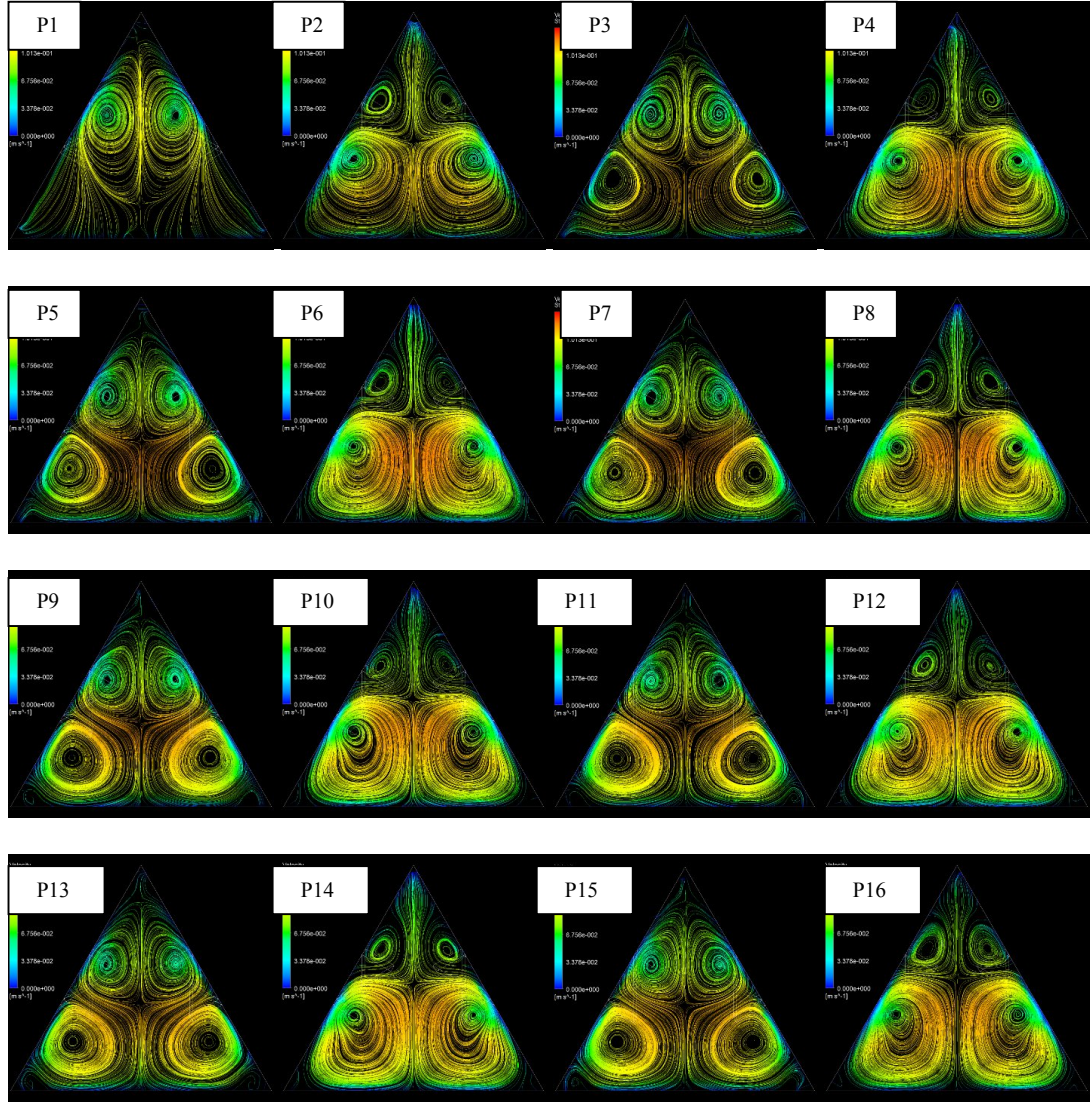 P1
1.013e-001
6.756e-002
3.378e-002
0.000e+000
[m s^-1]
P2
1.013e-001
6.756e-002
3.378e-002
0.000e+000
[m s^-1]
P3
1.013e-001
6.756e-002
3.378e-002
0.000e+000
[m s^-1]
P4
1.013e-001
6.756e-002
3.378e-002
0.000e+000
[m s^-1]
P5
6.756e-002
3.378e-002
0.000e+000
[m s^-1]
P6
6.756e-002
3.378e-002
0.000e+000
[m s^-1]
P7
1.013e-001
6.756e-002
3.378e-002
0.000e+000
[m s^-1]
P8
6.756e-002
3.378e-002
0.000e+000
[m s^-1]
P9
6.756e-002
3.378e-002
0.000e+000
[m s^-1]
P10
6.756e-002
3.378e-002
0.000e+000
[m s^-1]
P11
6.756e-002
3.378e-002
0.000e+000
[m s^-1]
P12
6.756e-002
3.378e-002
0.000e+000
[m s^-1]
P13
6.756e-002
3.378e-002
0.000e+000
[m s^-1]
P14
6.756e-002
3.378e-002
0.000e+000
[m s^-1]
P15
6.756e-002
3.378e-002
0.000e+000
[m s^-1]
P16
6.756e-002
3.378e-002
0.000e+000
[m s^-1]